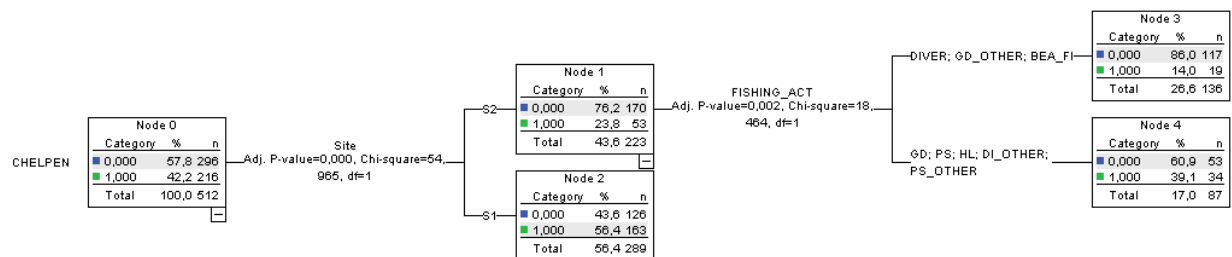 CHELPEN
Node 0
Category % n
0,000 57,8 296
1,000 42,2 216
Total 100,0 512
Site
Adj. P-value=0,000, Chi-square=54,
965, df=1
S2
S1
Node 1
Category % n
0,000 76,2 170
1,000 23,8 53
Total 43,6 223
Node 2
Category % n
0,000 43,6 126
1,000 56,4 163
Total 56,4 289
FISHING_ACT
Adj. P-value=0,002, Chi-square=18,
464, df=1
DIVER; GD_OTHER; BEA_FI
GD; PS; HL; DI_OTHER;
PS_OTHER
Node 3
Category % n
0,000 86,0 117
1,000 14,0 19
Total 26,6 136
Node 4
Category % n
0,000 60,9 53
1,000 39,1 34
Total 17,0 87